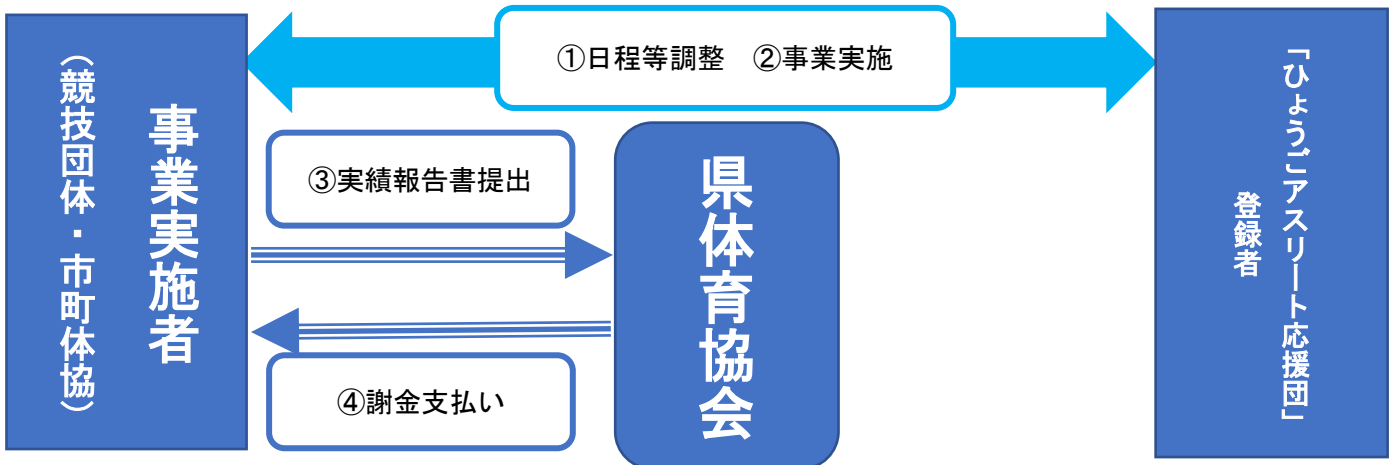 ①日程等調整　②事業実施
事業実施者
（競技団体・市町体協）
③実績報告書提出
④謝金支払い
県体育協会
「ひょうごアスリート応援団」
登録者